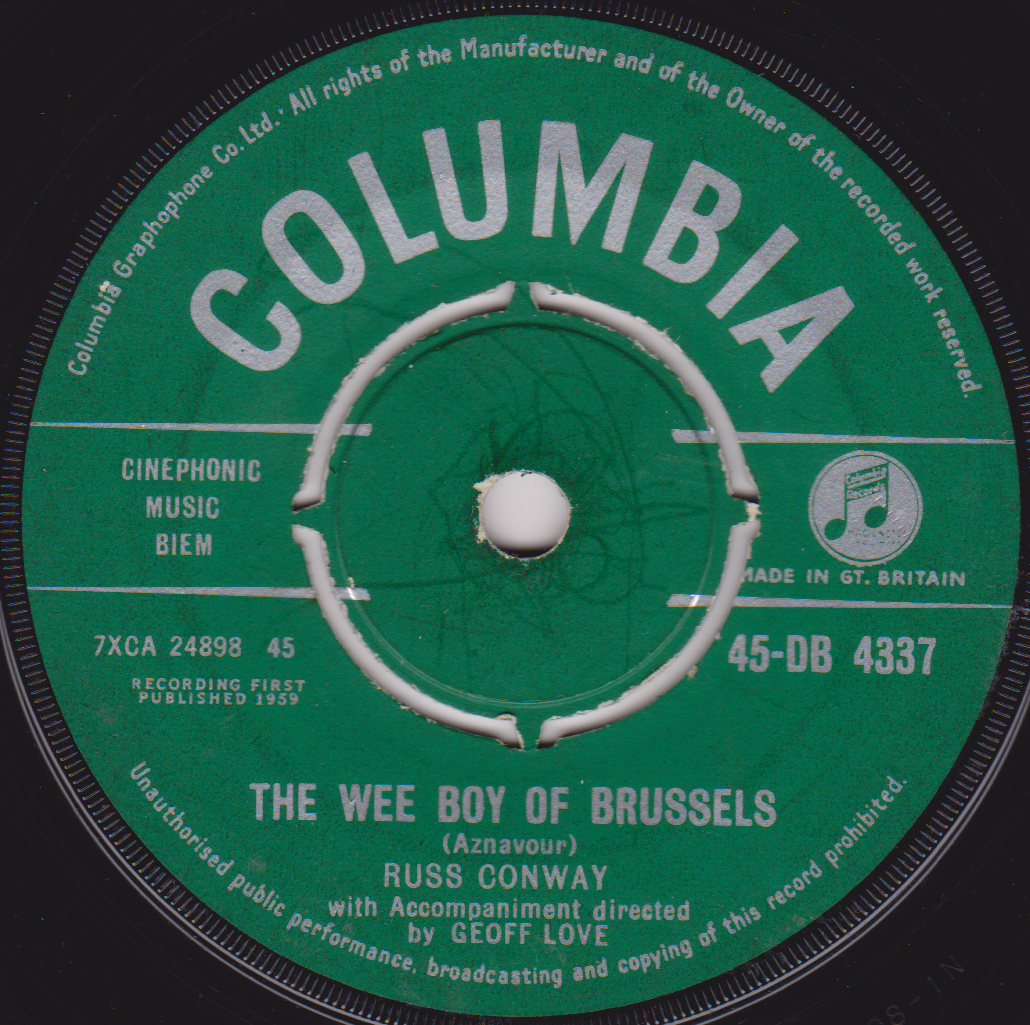 Columbia Graphophone Co. Ltd. · All rights of the Manufacturer and of the Owner of the recorded work reserved.
COLUMBIA
CINEPHONIC
MUSIC
BIEM
Columbia
Records
MADE IN GT. BRITAIN
7XCA 24898 45
45-DB 4337
RECORDING FIRST
PUBLISHED 1959
THE WEE BOY OF BRUSSELS
(Aznavour)
RUSS CONWAY
with Accompaniment directed
by GEOFF LOVE
Unauthorised public performance, broadcasting and copying of this record prohibited.